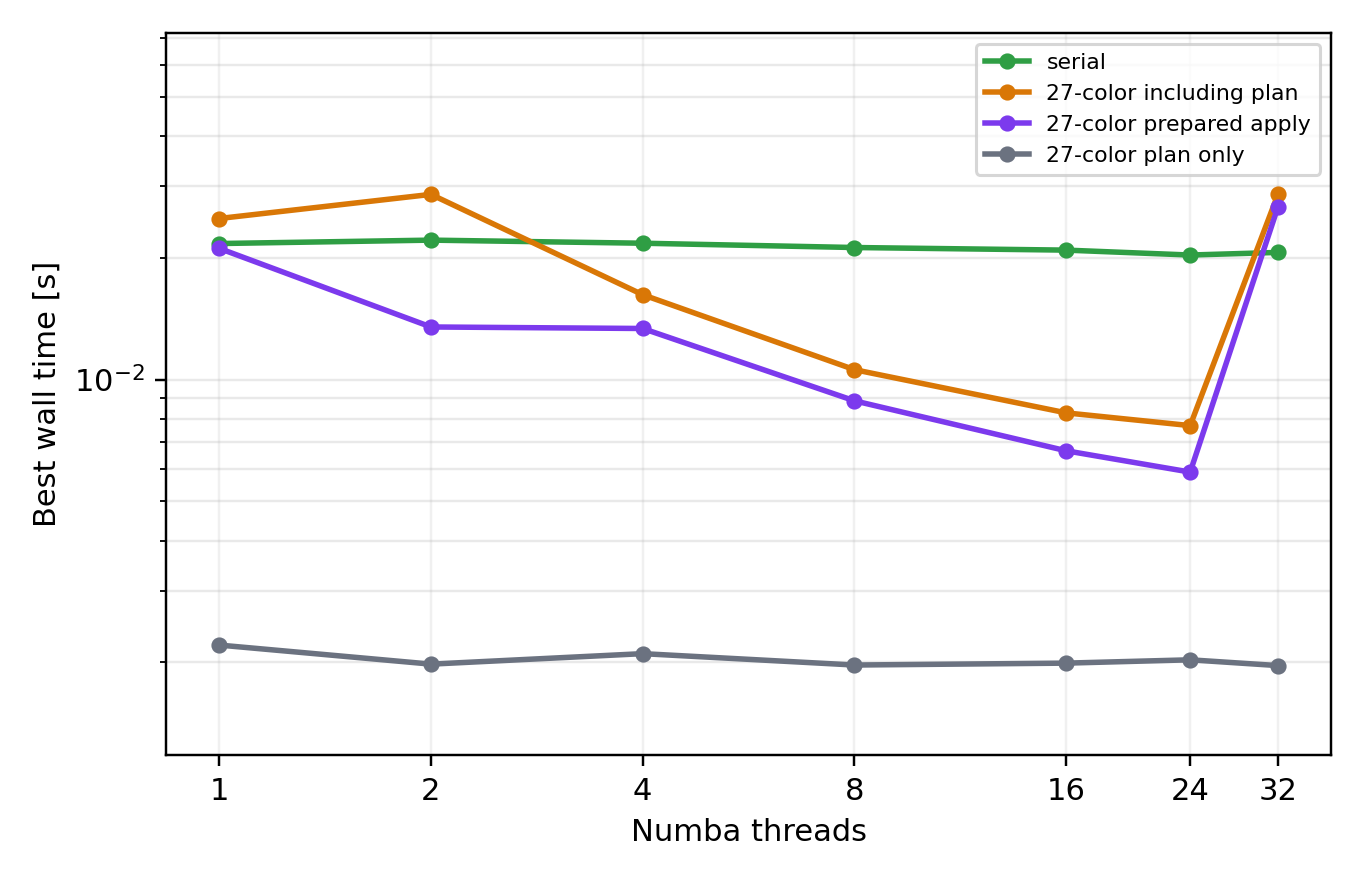 serial
27-color including plan
27-color prepared apply
27-color plan only
Best wall time [s]
10⁻²
1 2 4 8 16 24 32
Numba threads